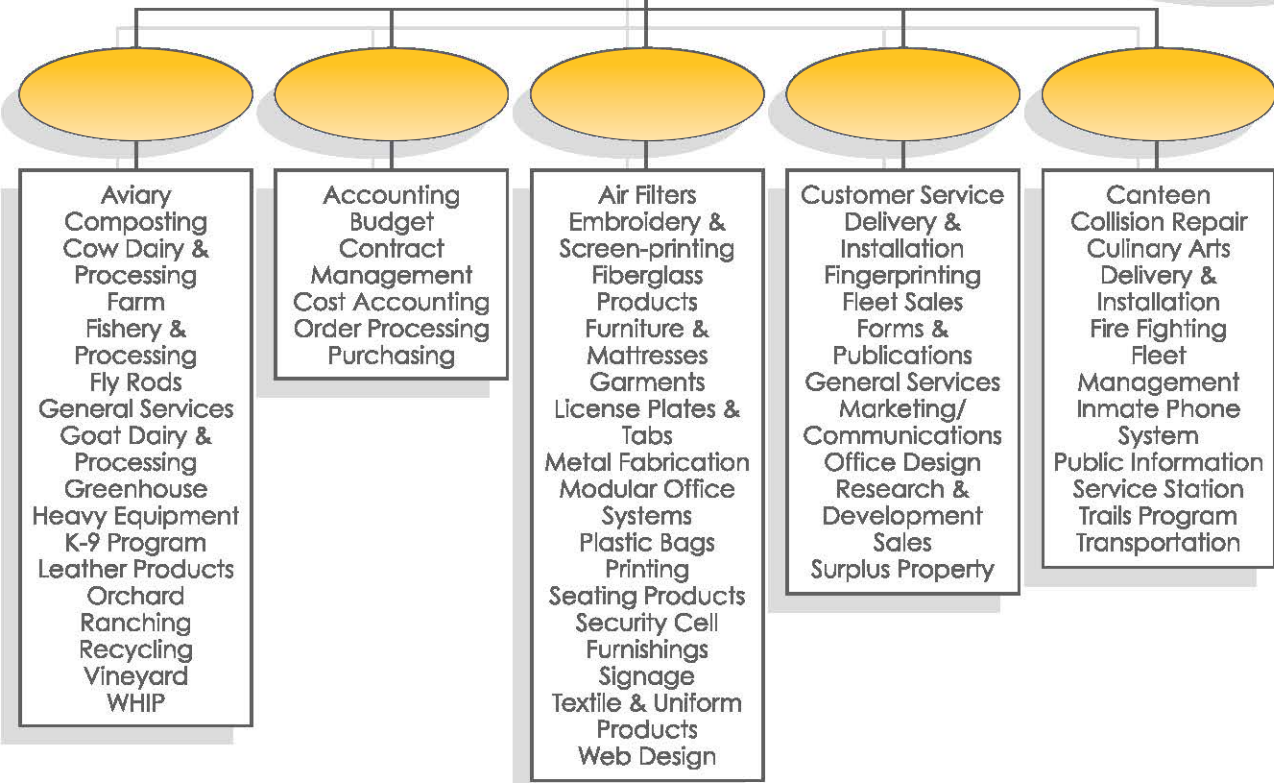 Aviary
Composting
Cow Dairy &
Processing
Farm
Fishery &
Processing
Fly Rods
General Services
Goat Dairy &
Processing
Greenhouse
Heavy Equipment
K-9 Program
Leather Products
Orchard
Ranching
Recycling
Vineyard
WHIP
Accounting
Budget
Contract
Management
Cost Accounting
Order Processing
Purchasing
Air Filters
Embroidery &
Screen-printing
Fiberglass
Products
Furniture &
Mattresses
Garments
License Plates &
Tabs
Metal Fabrication
Modular Office
Systems
Plastic Bags
Printing
Seating Products
Security Cell
Furnishings
Signage
Textile & Uniform
Products
Web Design
Customer Service
Delivery &
Installation
Fingerprinting
Fleet Sales
Forms &
Publications
General Services
Marketing/
Communications
Office Design
Research &
Development
Sales
Surplus Property
Canteen
Collision Repair
Culinary Arts
Delivery &
Installation
Fire Fighting
Fleet
Management
Inmate Phone
System
Public Information
Service Station
Trails Program
Transportation